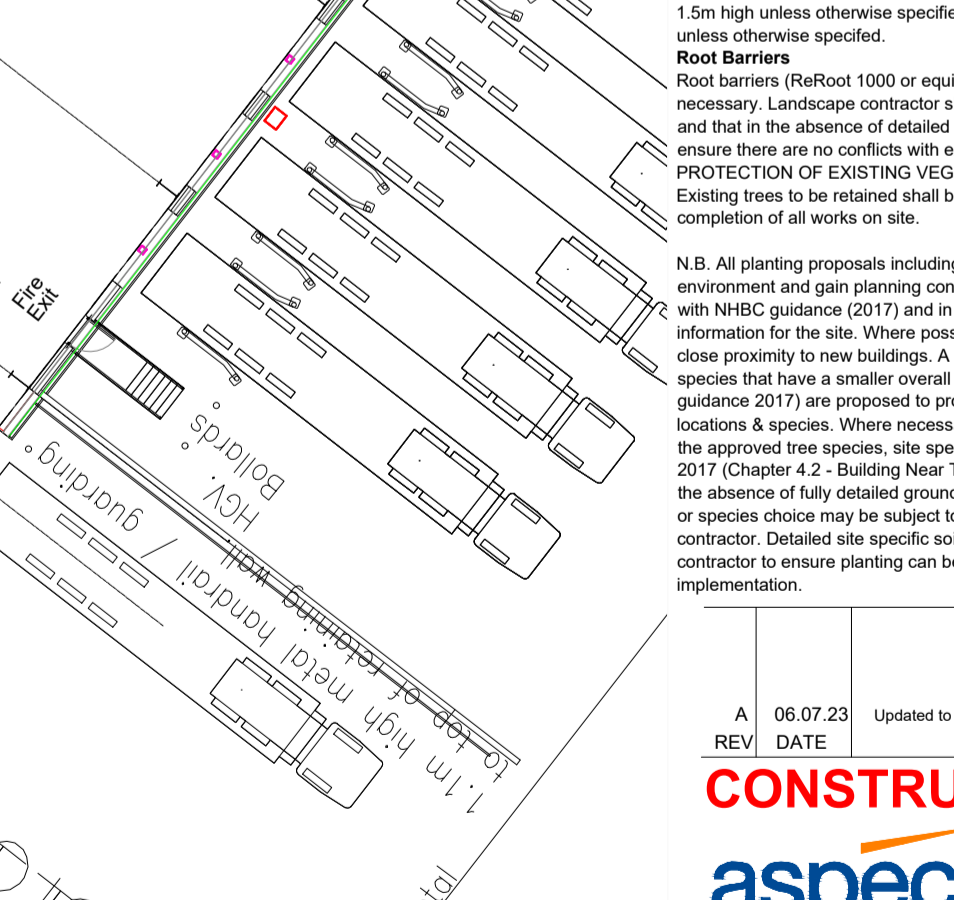 Fire
Exit
HGV
Bollards
1.1m high metal handrail / guarding
to top of retaining wall
1.5m high unless otherwise specifie
unless otherwise specifed.
Root Barriers
Root barriers (ReRoot 1000 or equi
necessary. Landscape contractor s
and that in the absence of detailed
ensure there are no conflicts with e
PROTECTION OF EXISTING VEG
Existing trees to be retained shall b
completion of all works on site.
N.B. All planting proposals including
environment and gain planning con
with NHBC guidance (2017) and in
information for the site. Where poss
close proximity to new buildings. A
species that have a smaller overall
guidance 2017) are proposed to pro
locations & species. Where necess
the approved tree species, site spe
2017 (Chapter 4.2 - Building Near T
the absence of fully detailed ground
or species choice may be subject to
contractor. Detailed site specific soi
contractor to ensure planting can be
implementation.
A 06.07.23 Updated to
REV DATE
CONSTRU
aspec